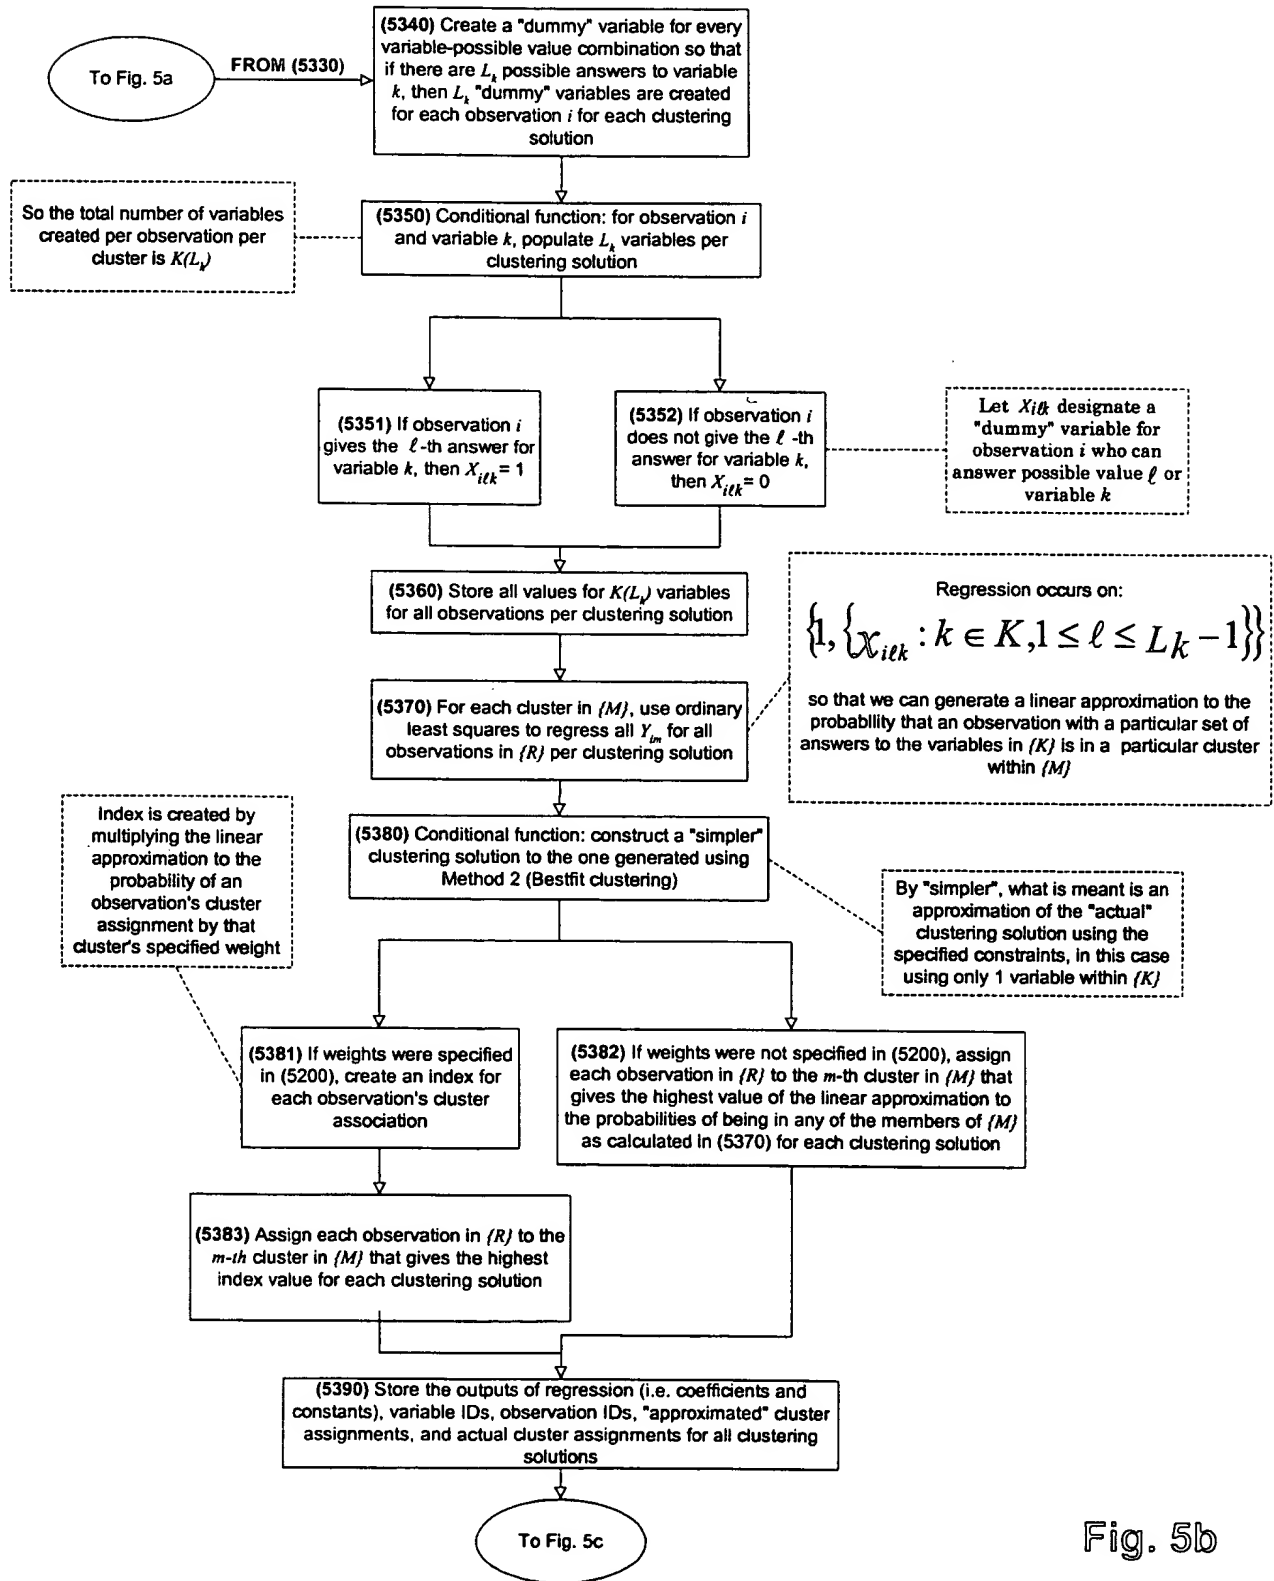 To Fig. 5a
FROM (5330)
(5340) Create a "dummy" variable for every
variable-possible value combination so that
if there are Lₖ possible answers to variable
k, then Lₖ "dummy" variables are created
for each observation i for each clustering
solution
So the total number of variables
created per observation per
cluster is K(Lₖ)
(5350) Conditional function: for observation i
and variable k, populate Lₖ variables per
clustering solution
(5351) If observation i
gives the ℓ-th answer for
variable k, then Xiℓk= 1
(5352) If observation i
does not give the ℓ -th
answer for variable k,
then Xiℓk= 0
Let Xiℓk designate a
"dummy" variable for
observation i who can
answer possible value ℓ or
variable k
(5360) Store all values for K(Lₖ) variables
for all observations per clustering solution
Regression occurs on:
{1, {Xiℓk : k ∈ K,1 ≤ ℓ ≤ Lk −1}}
so that we can generate a linear approximation to the
probability that an observation with a particular set of
answers to the variables in {K} is in a particular cluster
within {M}
(5370) For each cluster in {M}, use ordinary
least squares to regress all Yim for all
observations in {R} per clustering solution
Index is created by
multiplying the linear
approximation to the
probability of an
observation's cluster
assignment by that
cluster's specified weight
(5380) Conditional function: construct a "simpler"
clustering solution to the one generated using
Method 2 (Bestfit clustering)
By "simpler", what is meant is an
approximation of the "actual"
clustering solution using the
specified constraints, in this case
using only 1 variable within {K}
(5381) If weights were specified
in (5200), create an index for
each observation's cluster
association
(5382) If weights were not specified in (5200), assign
each observation in {R} to the m-th cluster in {M} that
gives the highest value of the linear approximation to
the probabilities of being in any of the members of {M}
as calculated in (5370) for each clustering solution
(5383) Assign each observation in {R} to the
m-th cluster in {M} that gives the highest
index value for each clustering solution
(5390) Store the outputs of regression (i.e. coefficients and
constants), variable IDs, observation IDs, "approximated" cluster
assignments, and actual cluster assignments for all clustering
solutions
To Fig. 5c
Fig. 5b